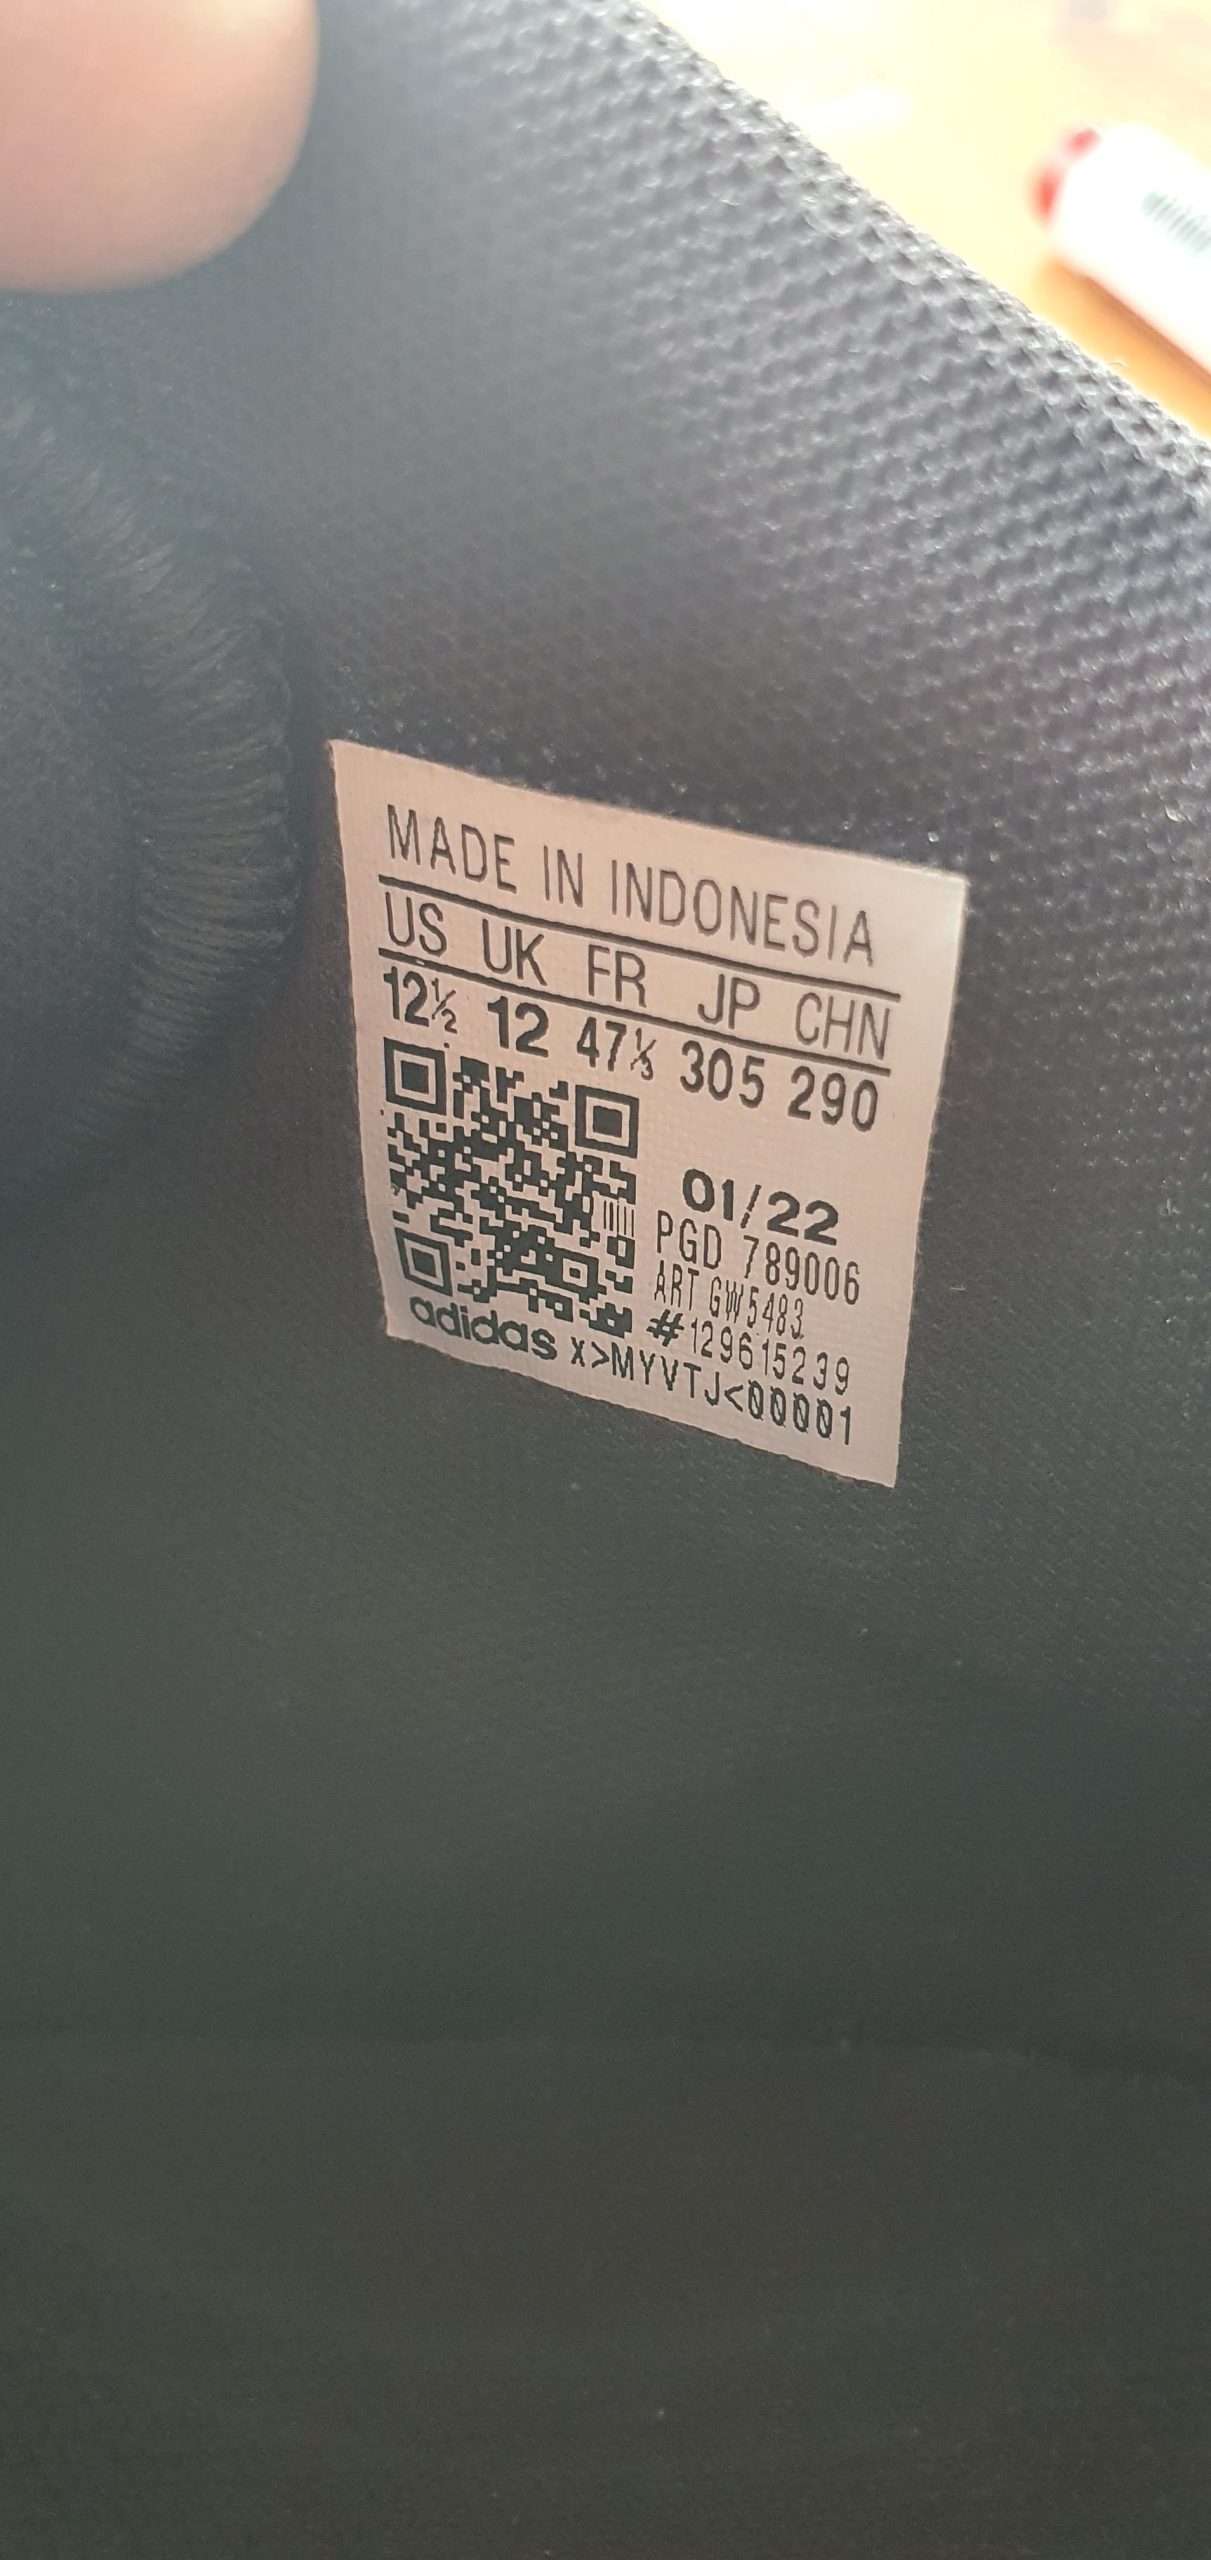 MADE IN INDONESIA
US UK FR JP CHN
12½ 12 47⅓ 305 290
01/22
PGD 789006
ART GW5483
#129615239
adidas X>MYVTJ<00001